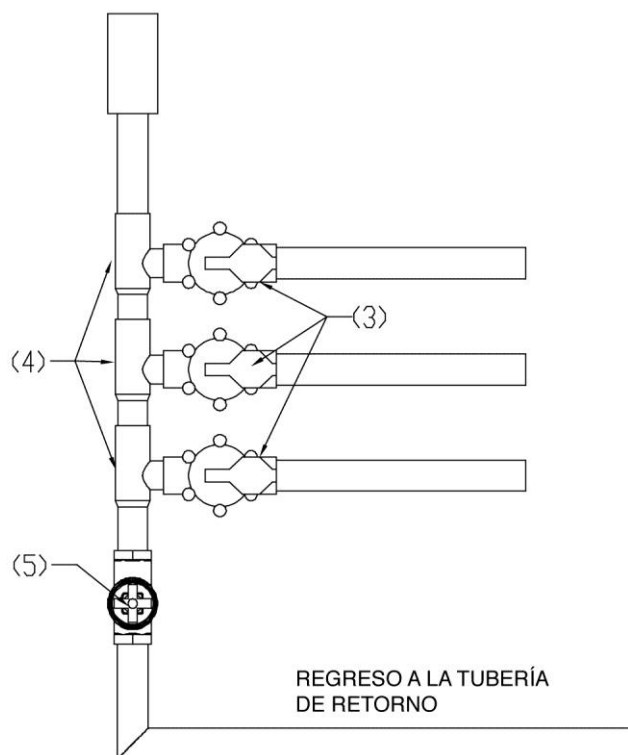 (3)
(4)
(5)
REGRESO A LA TUBERÍA
DE RETORNO